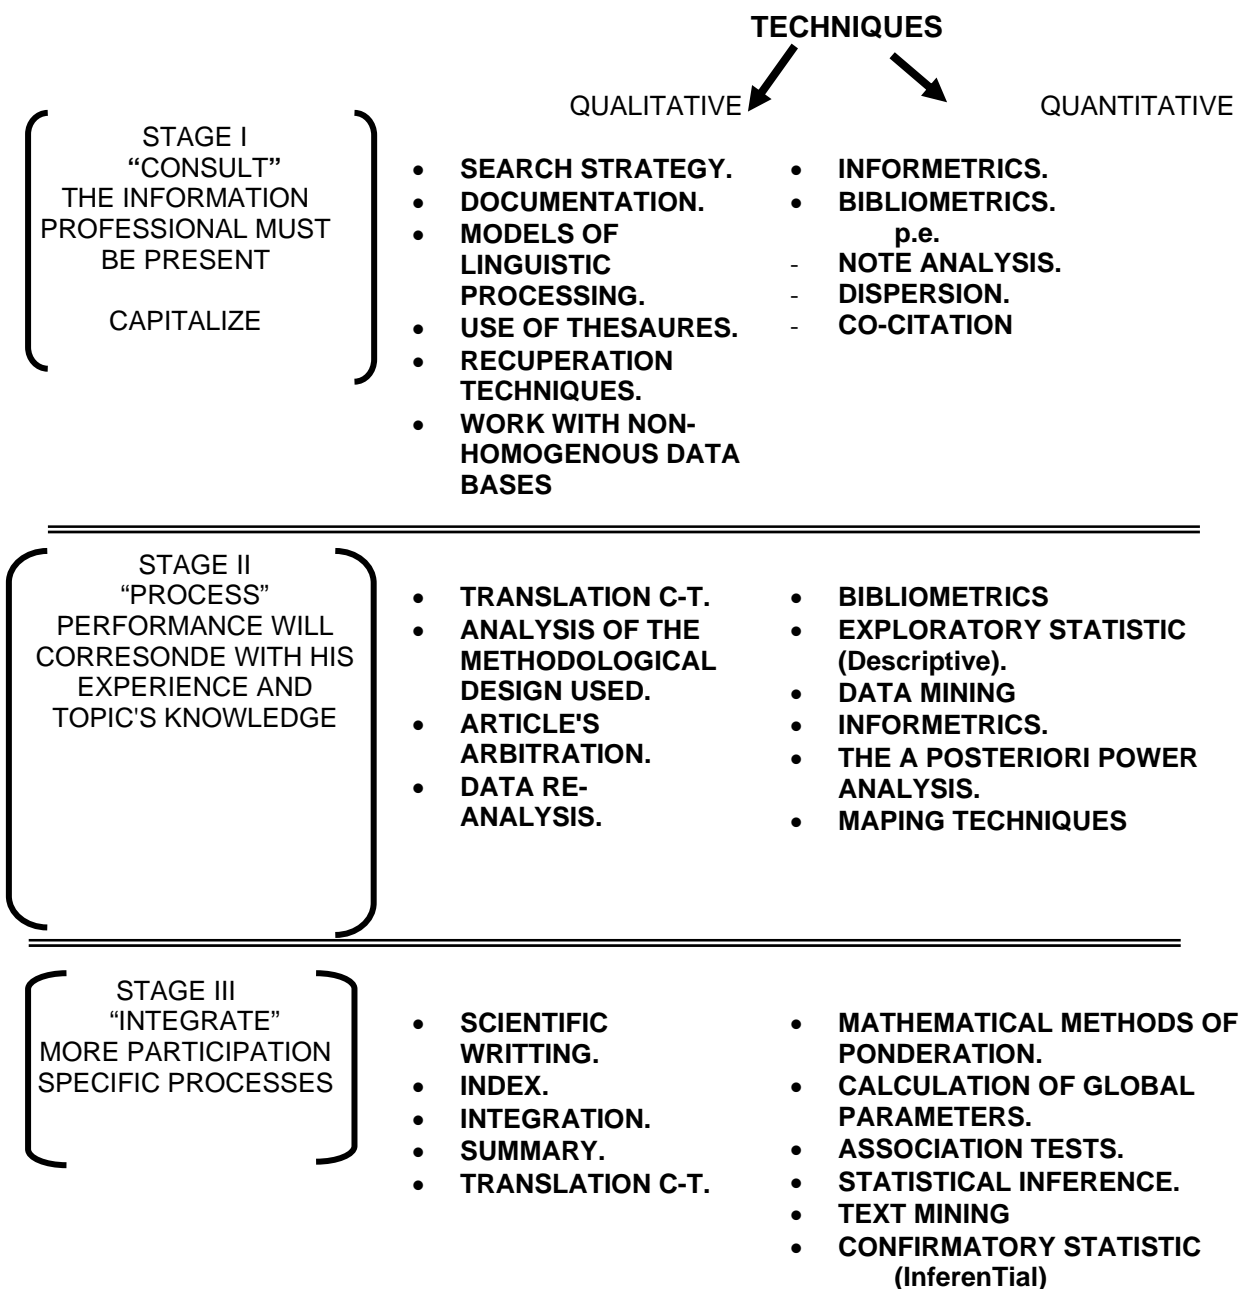 TECHNIQUES
QUALITATIVE
QUANTITATIVE
STAGE I
“CONSULT”
THE INFORMATION
PROFESSIONAL MUST
BE PRESENT
CAPITALIZE
• SEARCH STRATEGY.
• DOCUMENTATION.
• MODELS OF
LINGUISTIC
PROCESSING.
• USE OF THESAURES.
• RECUPERATION
TECHNIQUES.
• WORK WITH NON-
HOMOGENOUS DATA
BASES
• INFORMETRICS.
• BIBLIOMETRICS.
p.e.
- NOTE ANALYSIS.
- DISPERSION.
- CO-CITATION
STAGE II
“PROCESS”
PERFORMANCE WILL
CORRESONDE WITH HIS
EXPERIENCE AND
TOPIC'S KNOWLEDGE
• TRANSLATION C-T.
• ANALYSIS OF THE
METHODOLOGICAL
DESIGN USED.
• ARTICLE'S
ARBITRATION.
• DATA RE-
ANALYSIS.
• BIBLIOMETRICS
• EXPLORATORY STATISTIC
(Descriptive).
• DATA MINING
• INFORMETRICS.
• THE A POSTERIORI POWER
ANALYSIS.
• MAPING TECHNIQUES
STAGE III
“INTEGRATE”
MORE PARTICIPATION
SPECIFIC PROCESSES
• SCIENTIFIC
WRITTING.
• INDEX.
• INTEGRATION.
• SUMMARY.
• TRANSLATION C-T.
• MATHEMATICAL METHODS OF
PONDERATION.
• CALCULATION OF GLOBAL
PARAMETERS.
• ASSOCIATION TESTS.
• STATISTICAL INFERENCE.
• TEXT MINING
• CONFIRMATORY STATISTIC
(InferenTial)